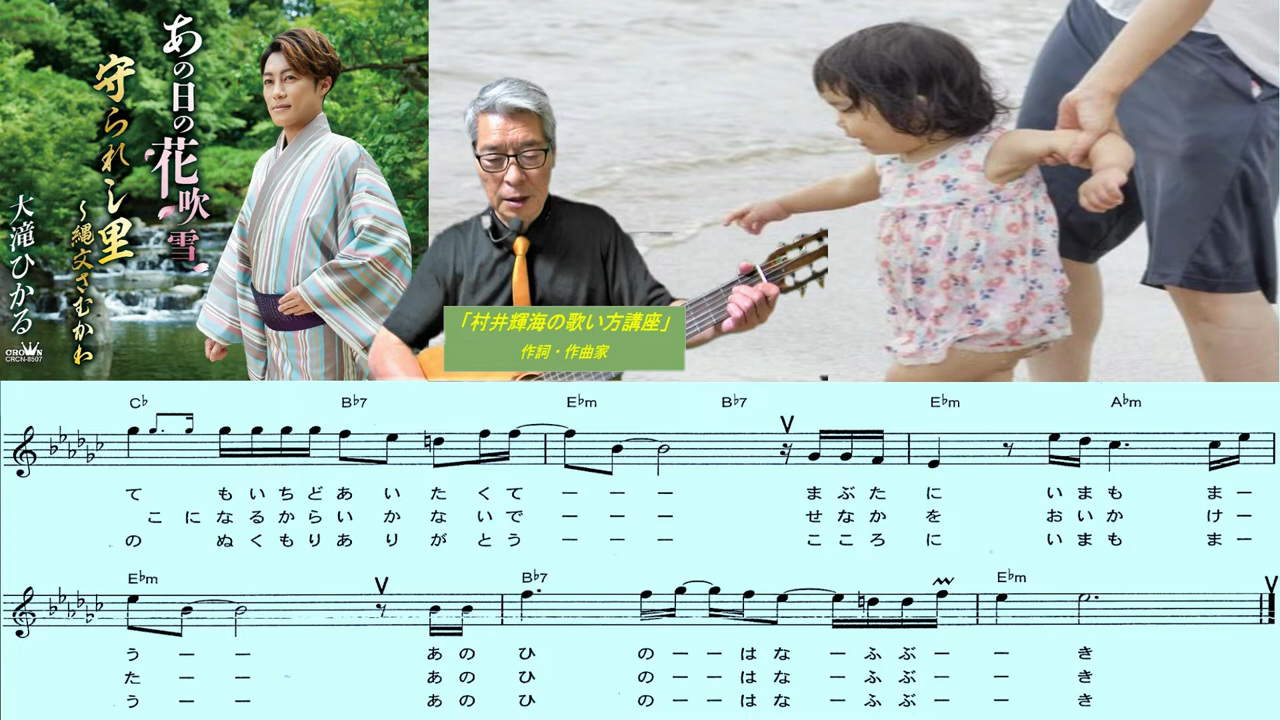 あの日の花吹雪
守られし里
～縄文さむかわ
大滝ひかる
CROWN
CRCN-8507
「村井輝海の歌い方講座」
作詞・作曲家
C♭ B♭7 E♭m B♭7 E♭m A♭m
て もいちどあいたくて ー ー ー まぶたに いまも まー
こになるからいかないで ー ー ー せなかを おいか けー
の ぬくもりありがとう ー ー ー こころに いまも まー
E♭m B♭7 E♭m
う ー ー あの ひ のーーはなーふぶー ー き
た ー ー あの ひ のーーはなーふぶー ー き
う ー ー あの ひ のーーはなーふぶー ー き